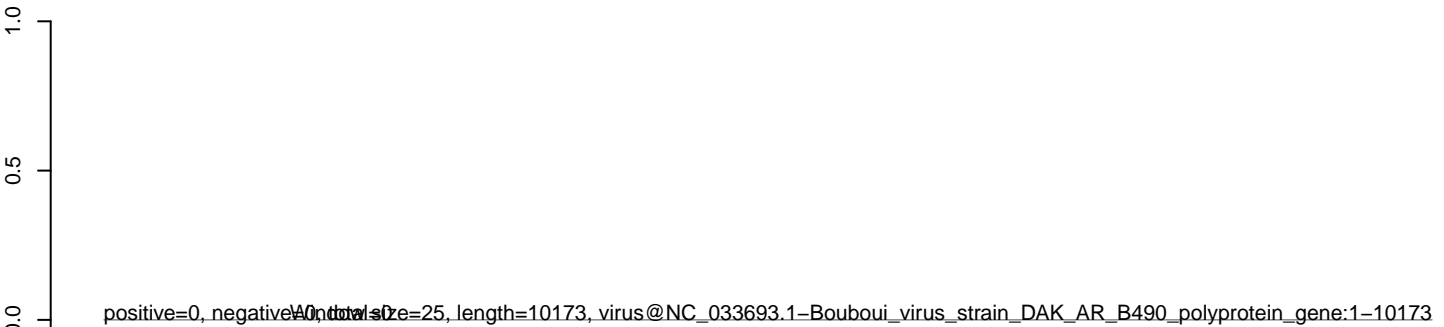 1.0
0.5
0.0
positive=0, negative=0, total=0
Window size=25, length=10173, virus@NC_033693.1−Bouboui_virus_strain_DAK_AR_B490_polyprotein_gene:1−10173